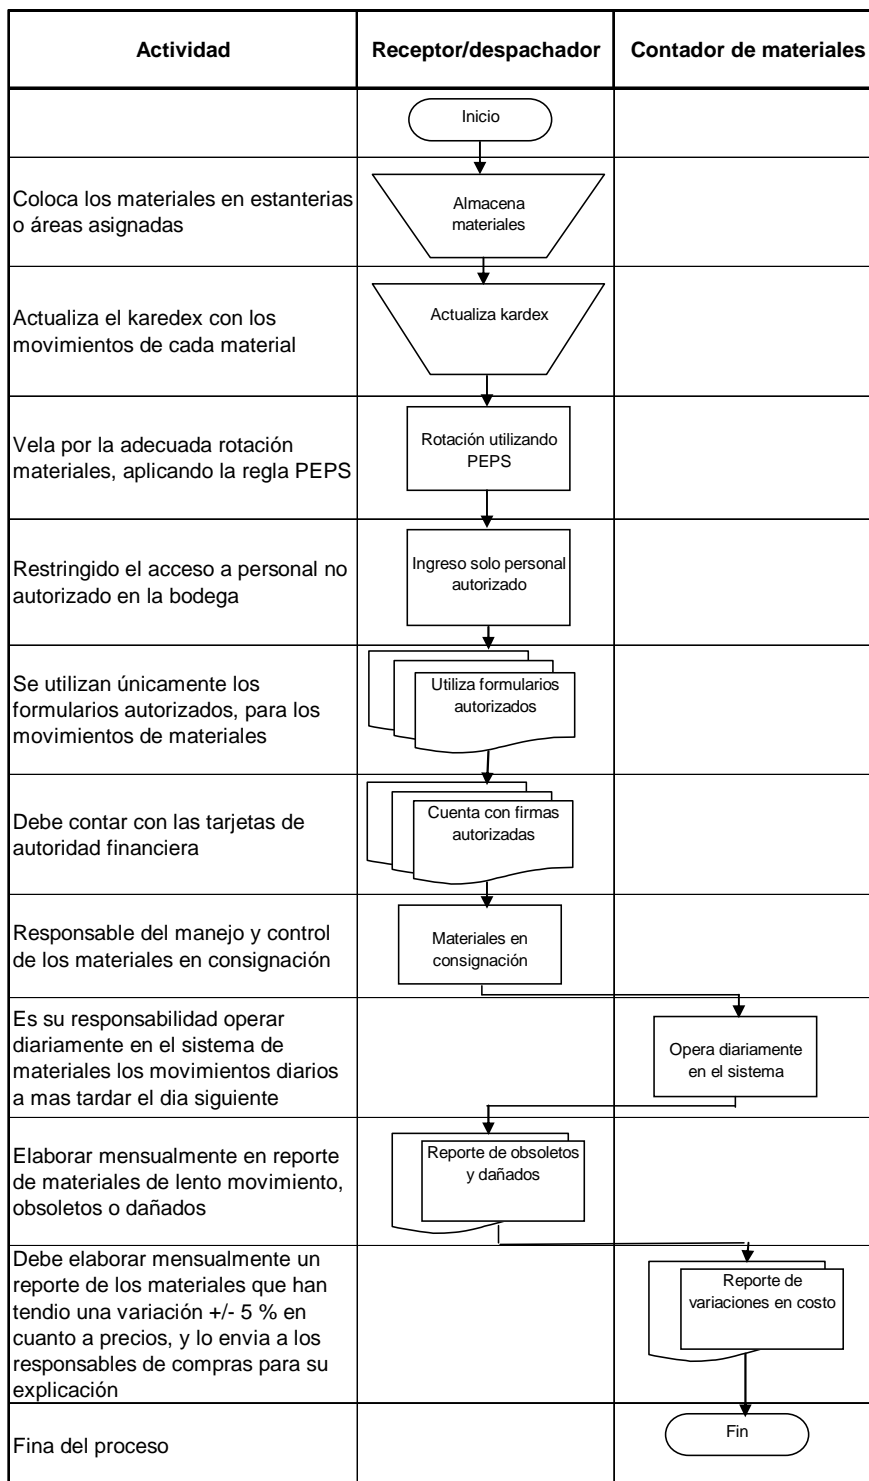 Actividad
Receptor/despachador
Contador de materiales
Inicio
Coloca los materiales en estanterias
o áreas asignadas
Almacena
materiales
Actualiza el karedex con los
movimientos de cada material
Actualiza kardex
Vela por la adecuada rotación
materiales, aplicando la regla PEPS
Rotación utilizando
PEPS
Restringido el acceso a personal no
autorizado en la bodega
Ingreso solo personal
autorizado
Se utilizan únicamente los
formularios autorizados, para los
movimientos de materiales
Utiliza formularios
autorizados
Debe contar con las tarjetas de
autoridad financiera
Cuenta con firmas
autorizadas
Responsable del manejo y control
de los materiales en consignación
Materiales en
consignación
Es su responsabilidad operar
diariamente en el sistema de
materiales los movimientos diarios
a mas tardar el dia siguiente
Opera diariamente
en el sistema
Elaborar mensualmente en reporte
de materiales de lento movimiento,
obsoletos o dañados
Reporte de obsoletos
y dañados
Debe elaborar mensualmente un
reporte de los materiales que han
tendio una variación +/- 5 % en
cuanto a precios, y lo envia a los
responsables de compras para su
explicación
Reporte de
variaciones en costo
Fina del proceso
Fin